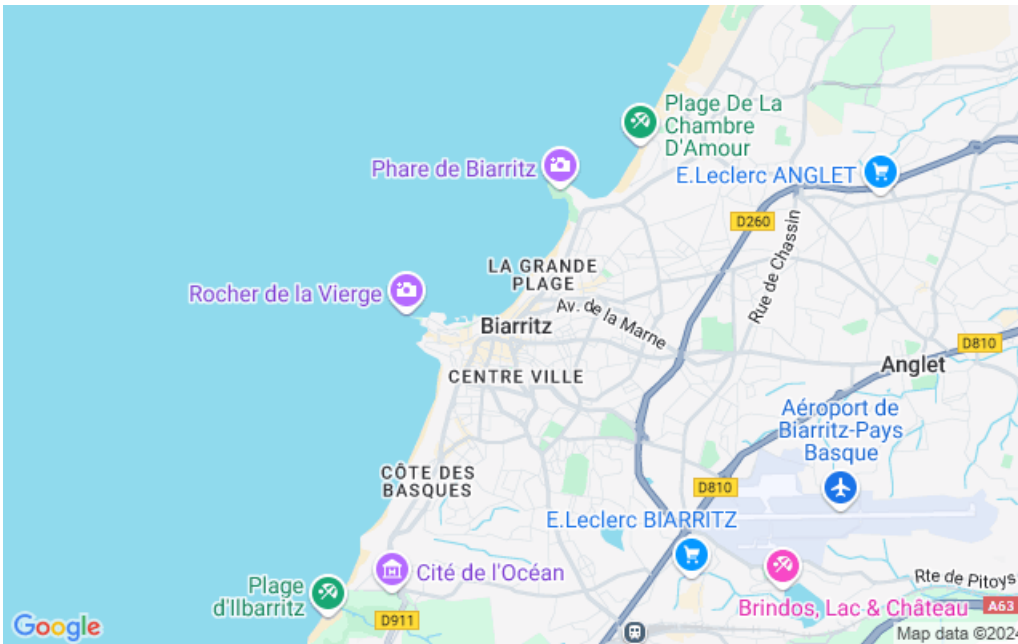 Plage De La
Chambre
D'Amour
Phare de Biarritz
E.Leclerc ANGLET
D260
Rue de Chassin
LA GRANDE
PLAGE
Rocher de la Vierge
Av. de la Marne
Biarritz
D810
Anglet
CENTRE VILLE
Aéroport de
Biarritz-Pays
Basque
CÔTE DES
BASQUES
D810
E.Leclerc BIARRITZ
Cité de l'Océan
Plage
d'Ilbarritz
Rte de Pitoys
Brindos, Lac & Château
A63
D911
Google
Map data ©2024